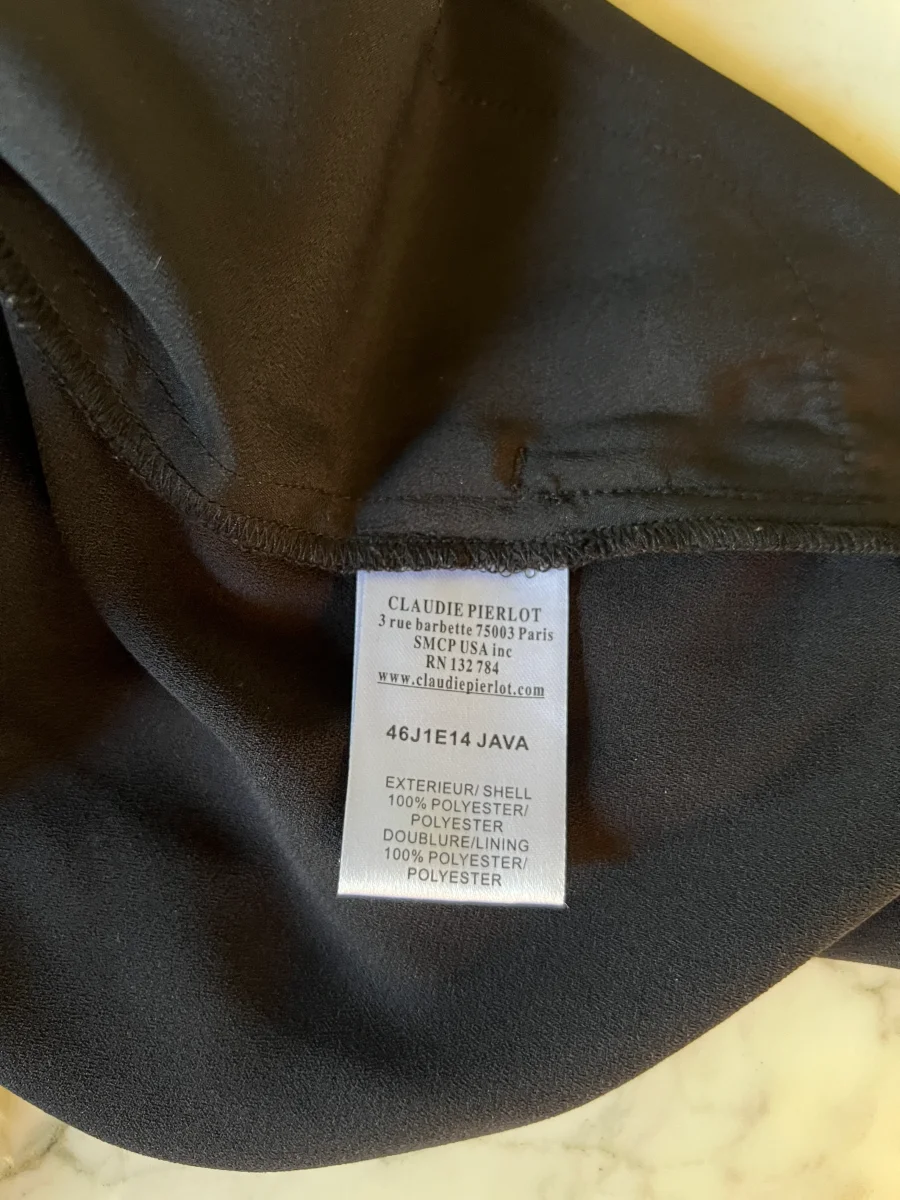 CLAUDIE PIERLOT
3 rue barbette 75003 Paris
SMCP USA inc
RN 132 784
www.claudiepierlot.com
46J1E14 JAVA
EXTERIEUR/ SHELL
100% POLYESTER/
POLYESTER
DOUBLURE/LINING
100% POLYESTER/
POLYESTER